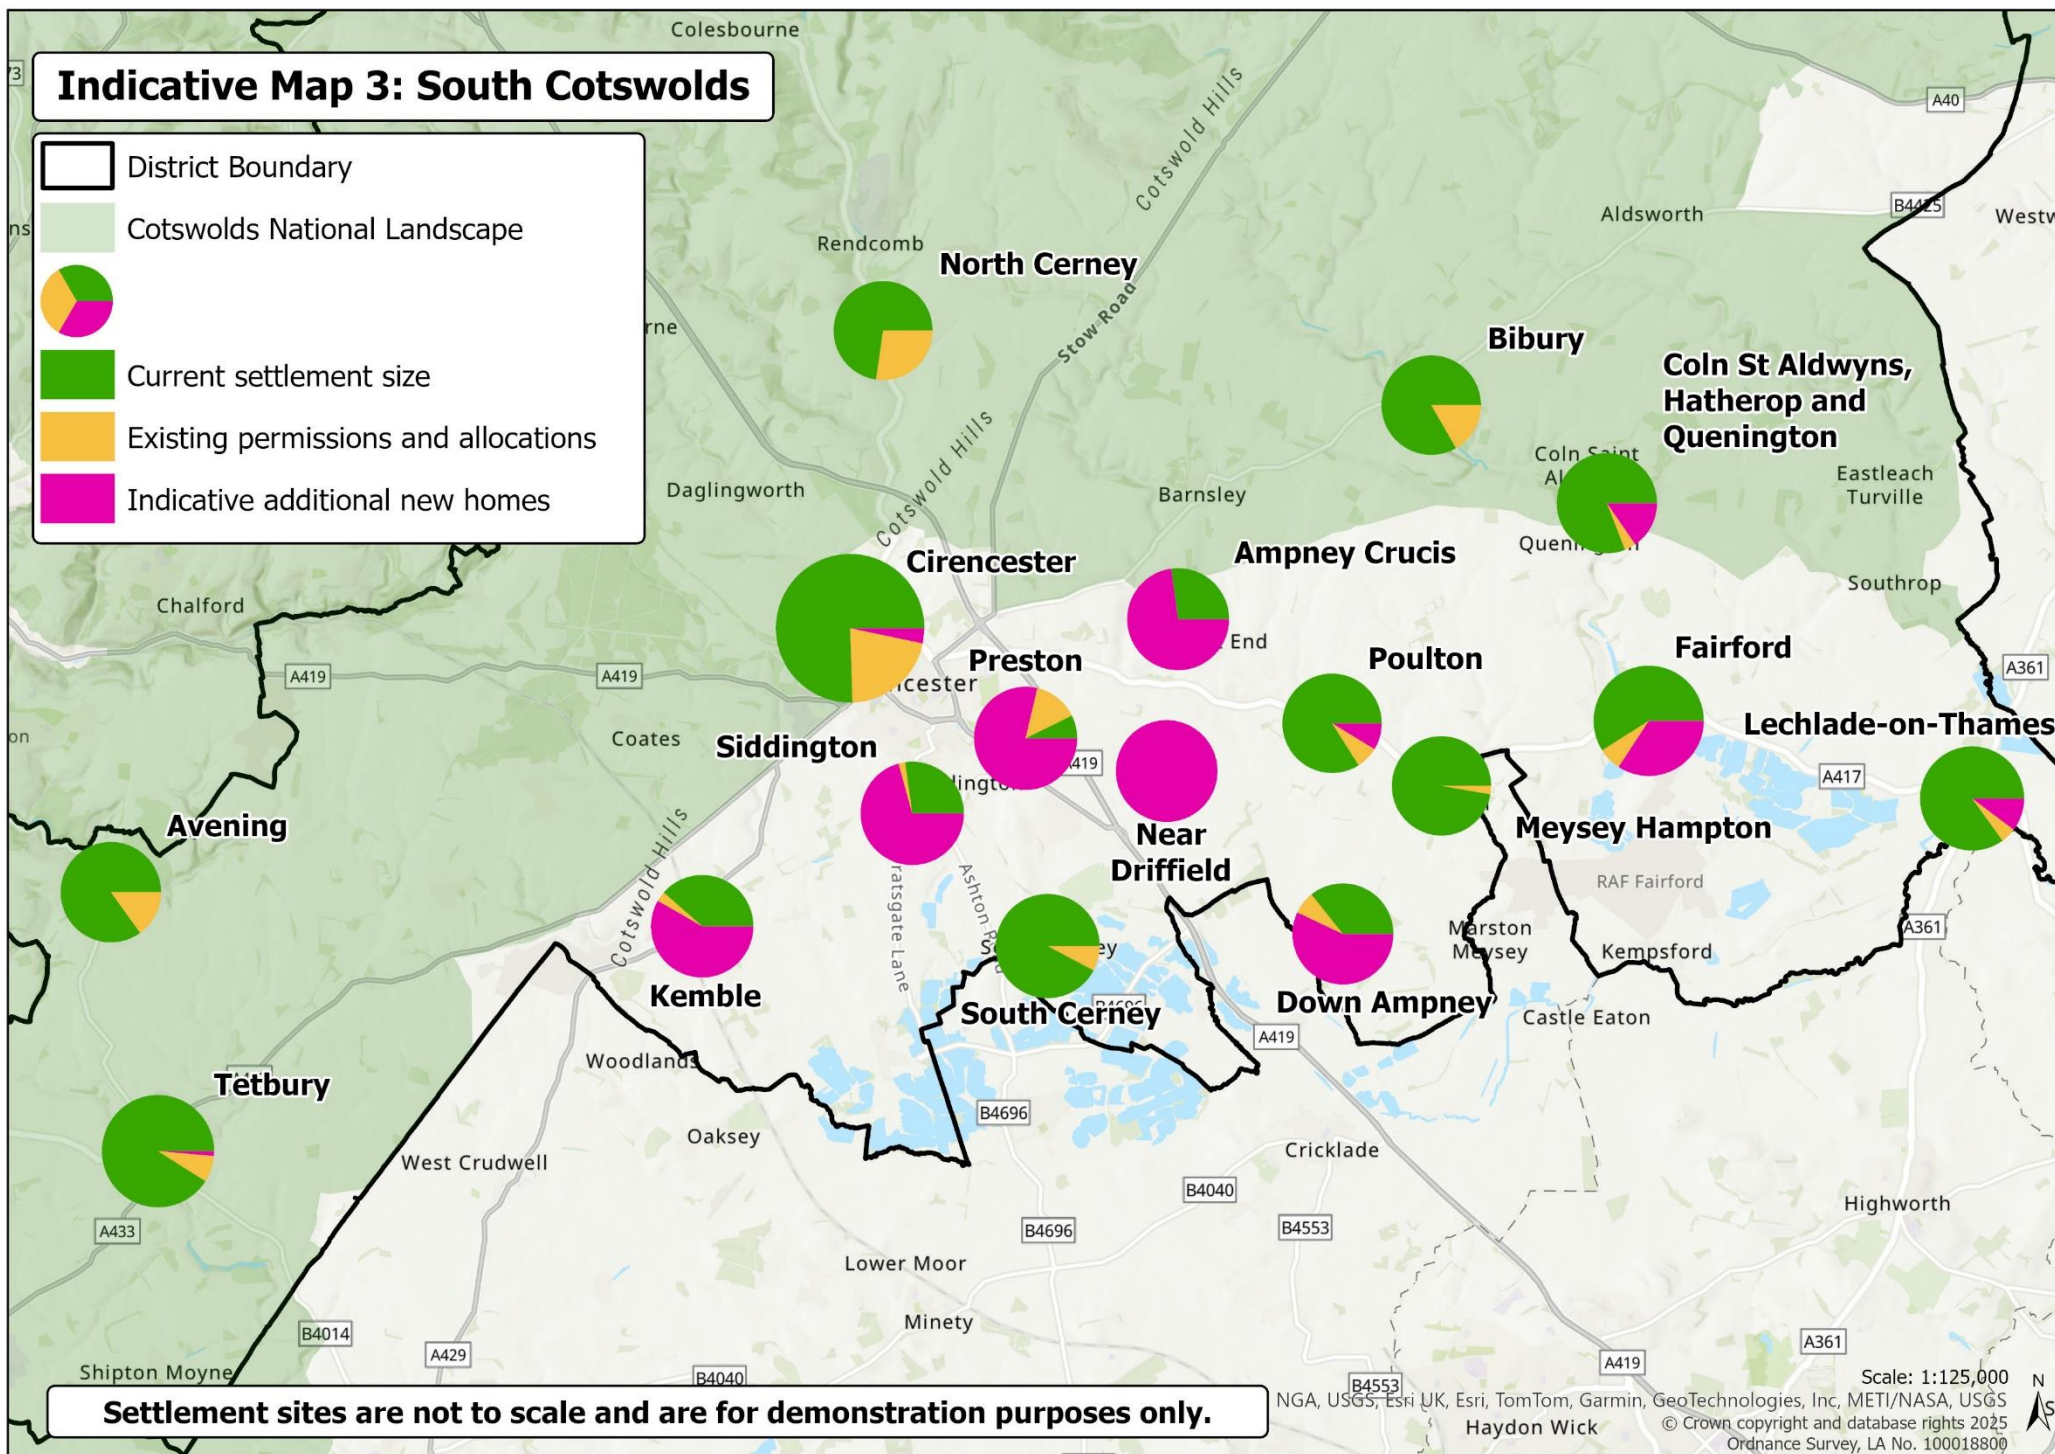 Colesbourne
Indicative Map 3: South Cotswolds
District Boundary
Cotswolds National Landscape
Current settlement size
Existing permissions and allocations
Indicative additional new homes
Cotswold Hills
A40
B4425
Aldsworth
Westw
Rendcomb
North Cerney
Stow Road
Bibury
Coln St Aldwyns,
Hatherop and
Quenington
Coln Saint
Eastleach
Turville
Daglingworth
Cotswold Hills
Barnsley
Cirencester
Ampney Crucis
Southrop
Chalford
End
A419
A419
Preston
Poulton
Fairford
A361
Coates
Siddington
A419
Lechlade-on-Thames
A417
Avening
Near
Driffield
Meysey Hampton
RAF Fairford
Cotswold Hills
Ashton R
Marston
Meysey
Kempsford
A361
Kemble
South Cerney
B4696
Down Ampney
Castle Eaton
A419
Woodlands
Tetbury
B4696
Oaksey
Cricklade
West Crudwell
B4040
A433
B4696
B4553
Highworth
Lower Moor
Minety
B4014
A429
A419
A361
Shipton Moyne
B4040
B4553
Scale: 1:125,000
N
Settlement sites are not to scale and are for demonstration purposes only.
NGA, USGS, Esri UK, Esri, TomTom, Garmin, GeoTechnologies, Inc, METI/NASA, USGS
Haydon Wick
© Crown copyright and database rights 2025
Ordnance Survey, LA No. 100018800